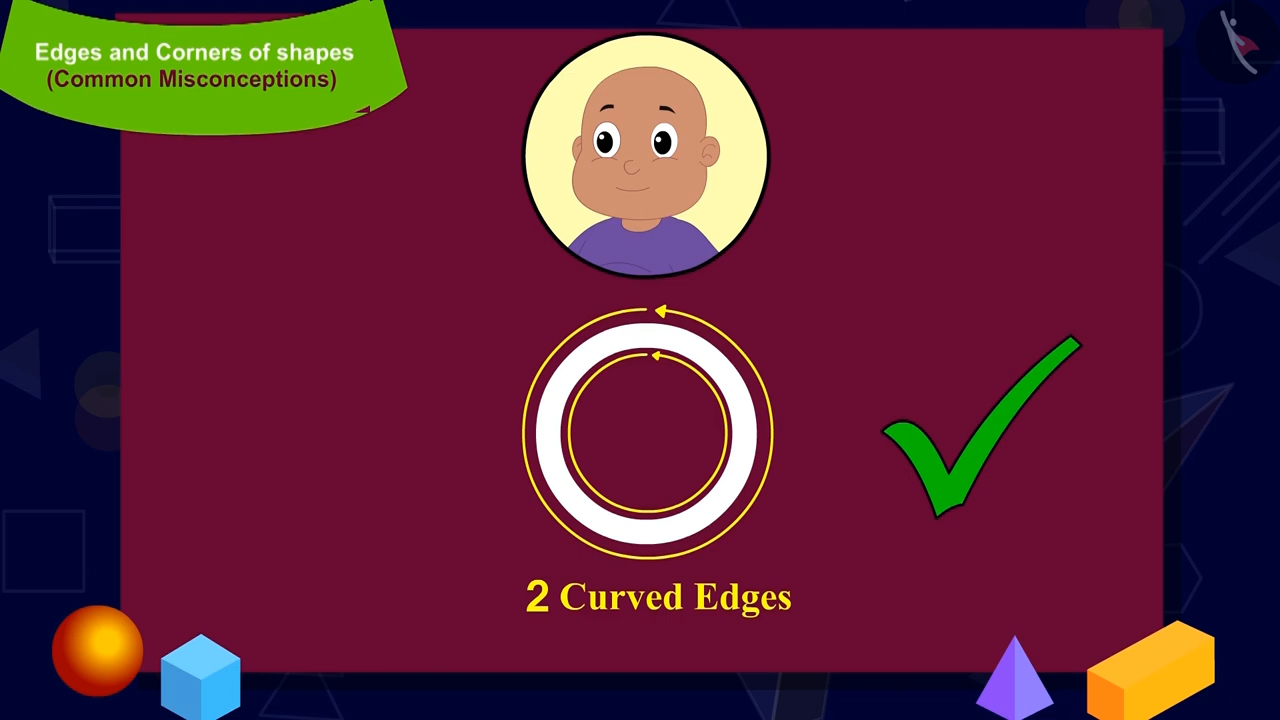 Edges and Corners of shapes
(Common Misconceptions)
2 Curved Edges